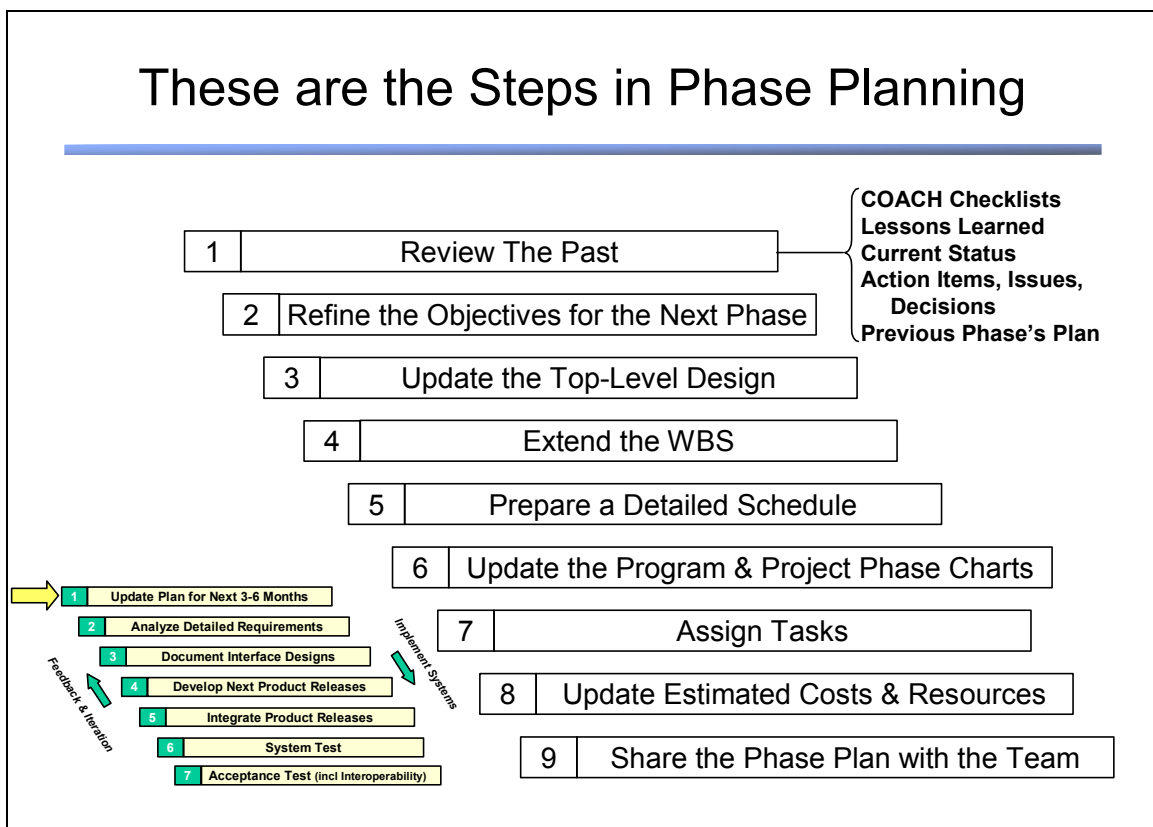 These are the Steps in Phase Planning
1 Review The Past
COACH Checklists
Lessons Learned
Current Status
Action Items, Issues,
Decisions
Previous Phase's Plan
2 Refine the Objectives for the Next Phase
3 Update the Top-Level Design
4 Extend the WBS
5 Prepare a Detailed Schedule
6 Update the Program & Project Phase Charts
7 Assign Tasks
8 Update Estimated Costs & Resources
9 Share the Phase Plan with the Team
1 Update Plan for Next 3-6 Months
2 Analyze Detailed Requirements
3 Document Interface Designs
4 Develop Next Product Releases
5 Integrate Product Releases
6 System Test
7 Acceptance Test (incl Interoperability)
Feedback & Iteration
Implement Systems